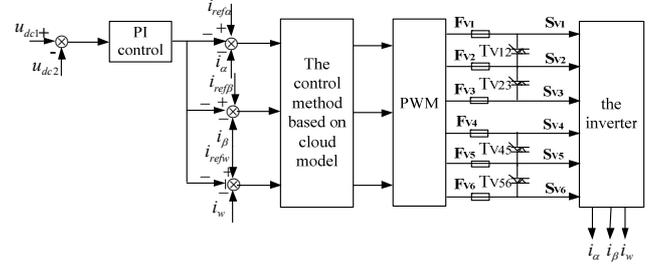 u_dc1 +
- u_dc2
PI control
i_refα
− +
−
i_α
i_refβ
− +
−
i_β
i_refw
− +
−
i_w
The control method based on cloud model
PWM
F_V1
F_V2
F_V3
F_V4
F_V5
F_V6
T_V12
T_V23
T_V45
T_V56
S_V1
S_V2
S_V3
S_V4
S_V5
S_V6
the inverter
i_α i_β i_w